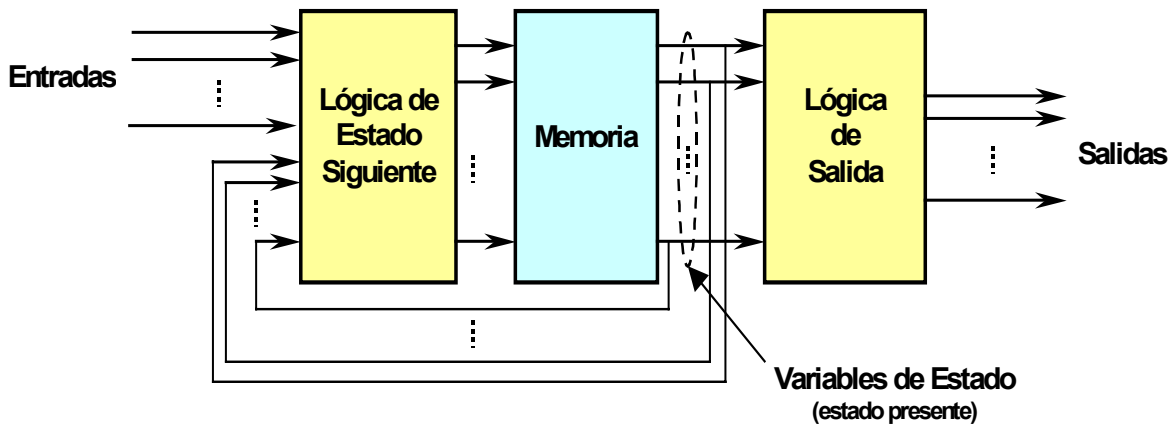 Entradas
Lógica de
Estado
Siguiente
Memoria
Lógica
de
Salida
Salidas
Variables de Estado
(estado presente)